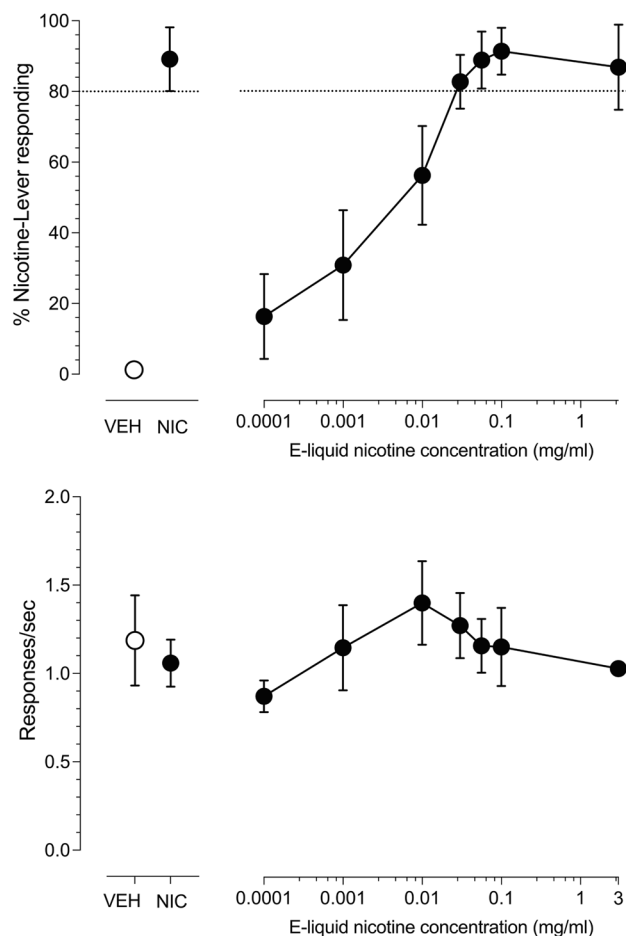 % Nicotine-Lever responding
100
80
60
40
20
0
VEH NIC
0.0001 0.001 0.01 0.1 1
E-liquid nicotine concentration (mg/ml)
Responses/sec
2.0
1.5
1.0
0.5
0.0
VEH NIC
0.0001 0.001 0.01 0.1 1 3
E-liquid nicotine concentration (mg/ml)